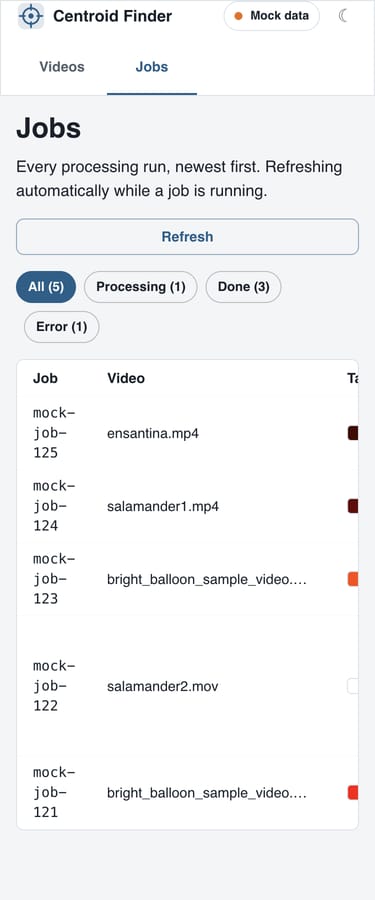 Centroid Finder
Mock data
Videos
Jobs
Jobs
Every processing run, newest first. Refreshing
automatically while a job is running.
Refresh
All (5)
Processing (1)
Done (3)
Error (1)
Job
Video
Ta
mock-
job-
125
ensantina.mp4
mock-
job-
124
salamander1.mp4
mock-
job-
123
bright_balloon_sample_video.…
mock-
job-
122
salamander2.mov
mock-
job-
121
bright_balloon_sample_video.…